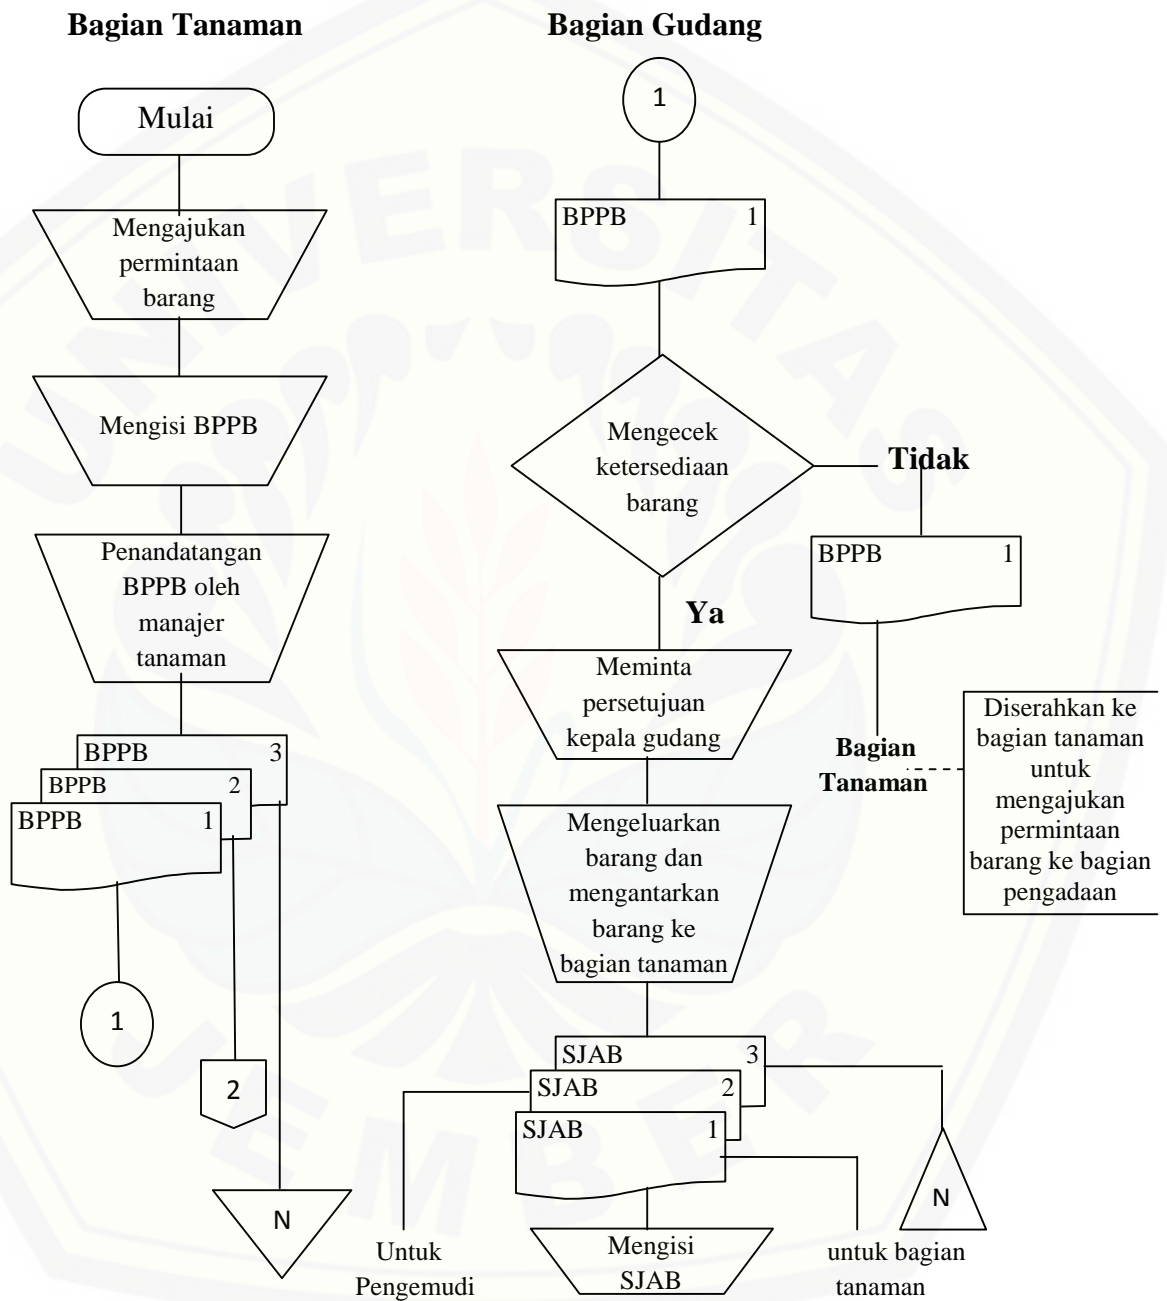 Bagian Tanaman
Mulai
Mengajukan
permintaan
barang
Mengisi BPPB
Penandatangan
BPPB oleh
manajer
tanaman
BPPB 3
BPPB 2
BPPB 1
1
2
N
Bagian Gudang
1
BPPB 1
Mengecek
ketersediaan
barang
Tidak
BPPB 1
Bagian
Tanaman
Diserahkan ke
bagian tanaman
untuk
mengajukan
permintaan
barang ke bagian
pengadaan
Ya
Meminta
persetujuan
kepala gudang
Mengeluarkan
barang dan
mengantarkan
barang ke
bagian tanaman
SJAB 3
SJAB 2
SJAB 1
N
Untuk
Pengemudi
Mengisi
SJAB
untuk bagian
tanaman
UNIVERSITAS
JEMBER